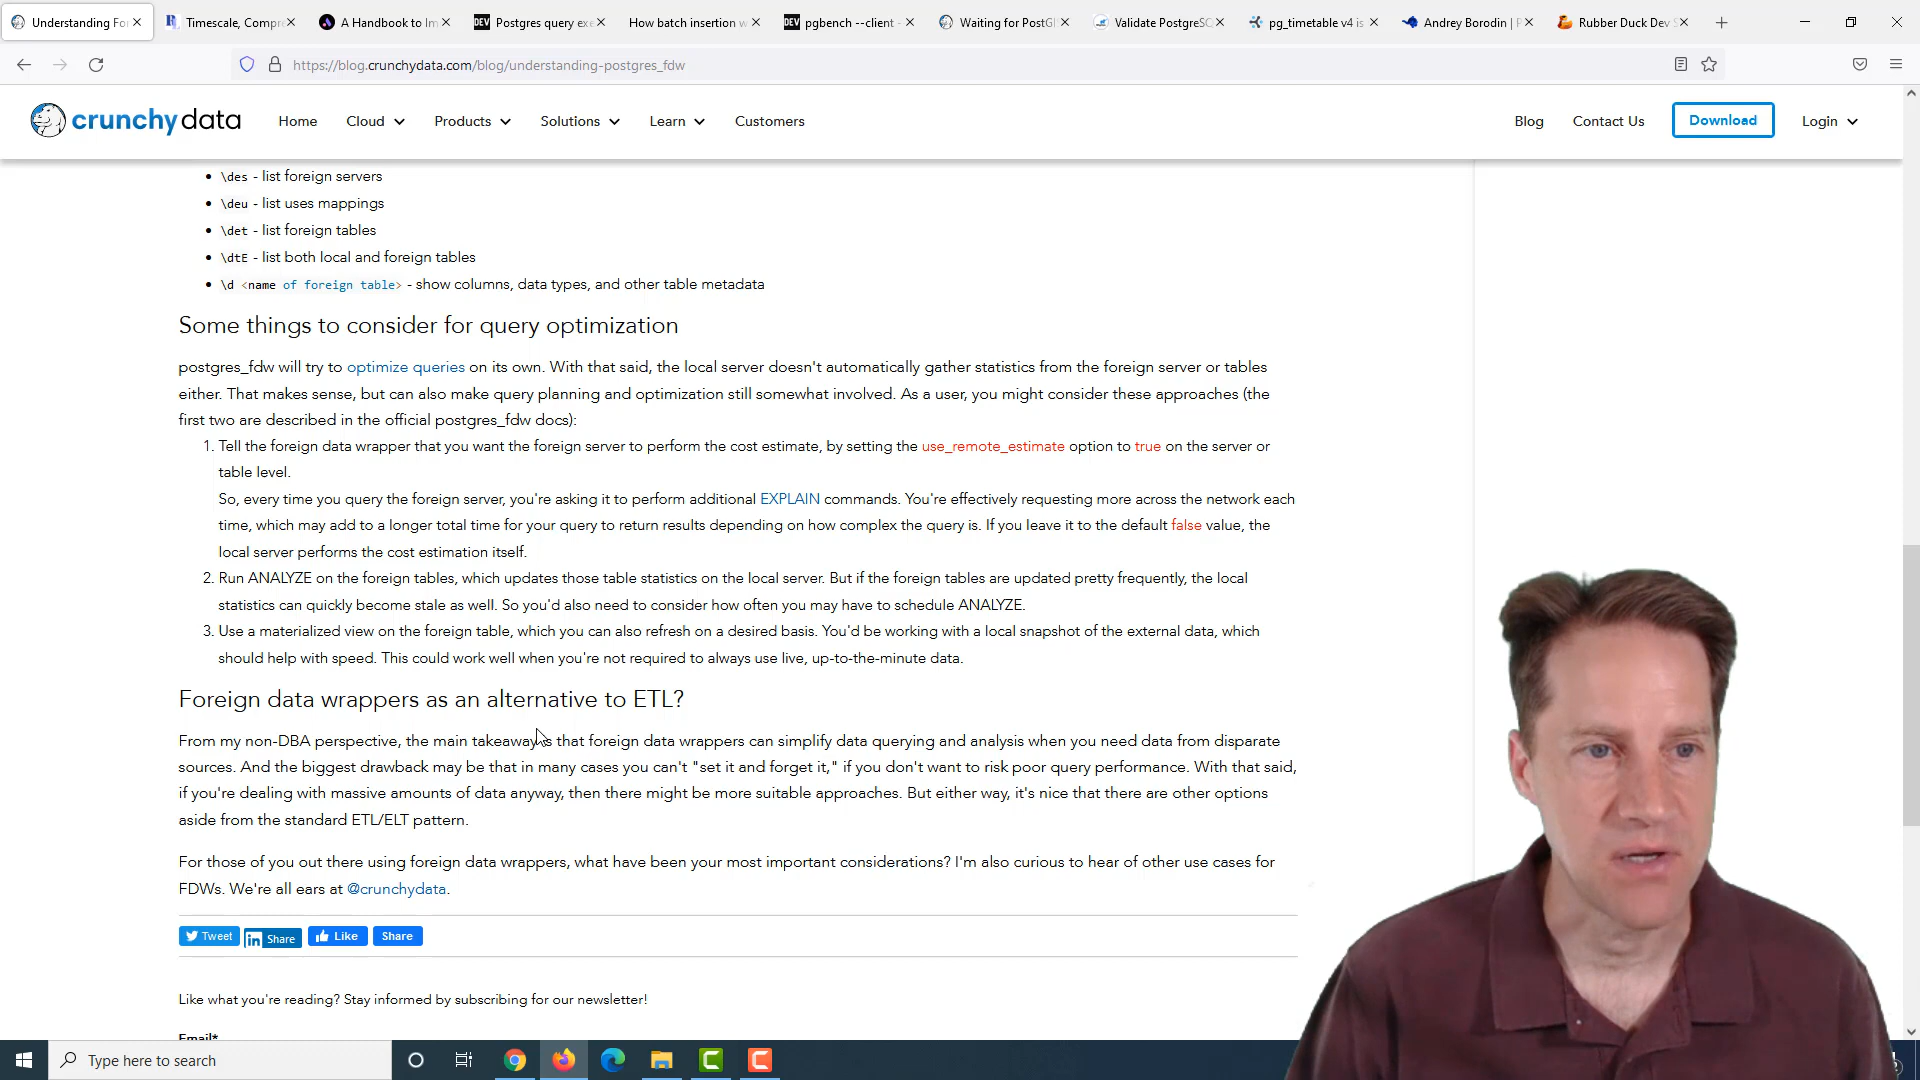 Understanding Fo
Timescale, Compre
A Handbook to Im
DEV Postgres query exe
How batch insertion w
DEV pgbench --client -
Waiting for PostG
Validate PostgreSQ
pg_timetable v4 is
Andrey Borodin | P
Rubber Duck Dev S
https://blog.crunchydata.com/blog/understanding-postgres_fdw
crunchydata
Home
Cloud
Products
Solutions
Learn
Customers
Blog
Contact Us
Download
Login
\des - list foreign servers
\deu - list uses mappings
\det - list foreign tables
\dtE - list both local and foreign tables
\d <name of foreign table> - show columns, data types, and other table metadata
Some things to consider for query optimization
postgres_fdw will try to optimize queries on its own. With that said, the local server doesn't automatically gather statistics from the foreign server or tables
either. That makes sense, but can also make query planning and optimization still somewhat involved. As a user, you might consider these approaches (the
first two are described in the official postgres_fdw docs):
1. Tell the foreign data wrapper that you want the foreign server to perform the cost estimate, by setting the use_remote_estimate option to true on the server or
table level.
So, every time you query the foreign server, you're asking it to perform additional EXPLAIN commands. You're effectively requesting more across the network each
time, which may add to a longer total time for your query to return results depending on how complex the query is. If you leave it to the default false value, the
local server performs the cost estimation itself.
2. Run ANALYZE on the foreign tables, which updates those table statistics on the local server. But if the foreign tables are updated pretty frequently, the local
statistics can quickly become stale as well. So you'd also need to consider how often you may have to schedule ANALYZE.
3. Use a materialized view on the foreign table, which you can also refresh on a desired basis. You'd be working with a local snapshot of the external data, which
should help with speed. This could work well when you're not required to always use live, up-to-the-minute data.
Foreign data wrappers as an alternative to ETL?
From my non-DBA perspective, the main takeaway is that foreign data wrappers can simplify data querying and analysis when you need data from disparate
sources. And the biggest drawback may be that in many cases you can't "set it and forget it," if you don't want to risk poor query performance. With that said,
if you're dealing with massive amounts of data anyway, then there might be more suitable approaches. But either way, it's nice that there are other options
aside from the standard ETL/ELT pattern.
For those of you out there using foreign data wrappers, what have been your most important considerations? I'm also curious to hear of other use cases for
FDWs. We're all ears at @crunchydata.
Tweet
in Share
Like
Share
Like what you're reading? Stay informed by subscribing for our newsletter!
Email*
Type here to search